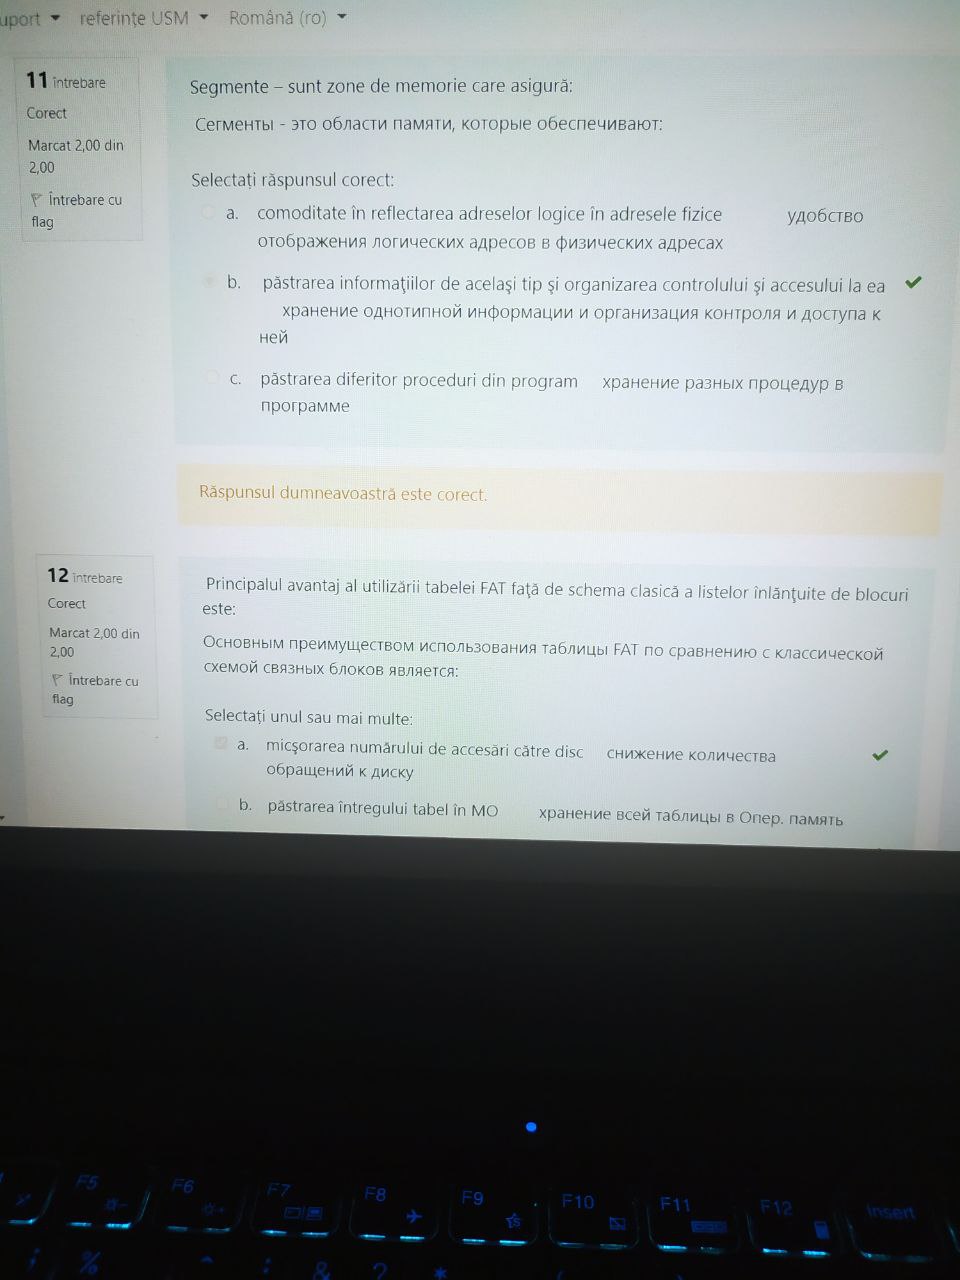 uport referințe USM Română (ro)
11 întrebare
Corect
Marcat 2,00 din
2,00
Întrebare cu
flag
Segmente – sunt zone de memorie care asigură:
Сегменты - это области памяти, которые обеспечивают:
Selectați răspunsul corect:
a. comoditate în reflectarea adreselor logice în adresele fizice удобство
отображения логических адресов в физических адресах
b. păstrarea informaţiilor de acelaşi tip şi organizarea controlului şi accesului la ea
хранение однотипной информации и организация контроля и доступа к
ней
c. păstrarea diferitor proceduri din program хранение разных процедур в
программе
Răspunsul dumneavoastră este corect.
12 întrebare
Corect
Marcat 2,00 din
2,00
Întrebare cu
flag
Principalul avantaj al utilizării tabelei FAT faţă de schema clasică a listelor înlănţuite de blocuri
este:
Основным преимуществом использования таблицы FAT по сравнению с классической
схемой связных блоков является:
Selectați unul sau mai multe:
a. micşorarea numărului de accesări către disc снижение количества
обращений к диску
b. păstrarea întregului tabel în MO хранение всей таблицы в Опер. память
F5 F6 F7 F8 F9 F10 F11 F12 Insert
; % ^ : & ? *